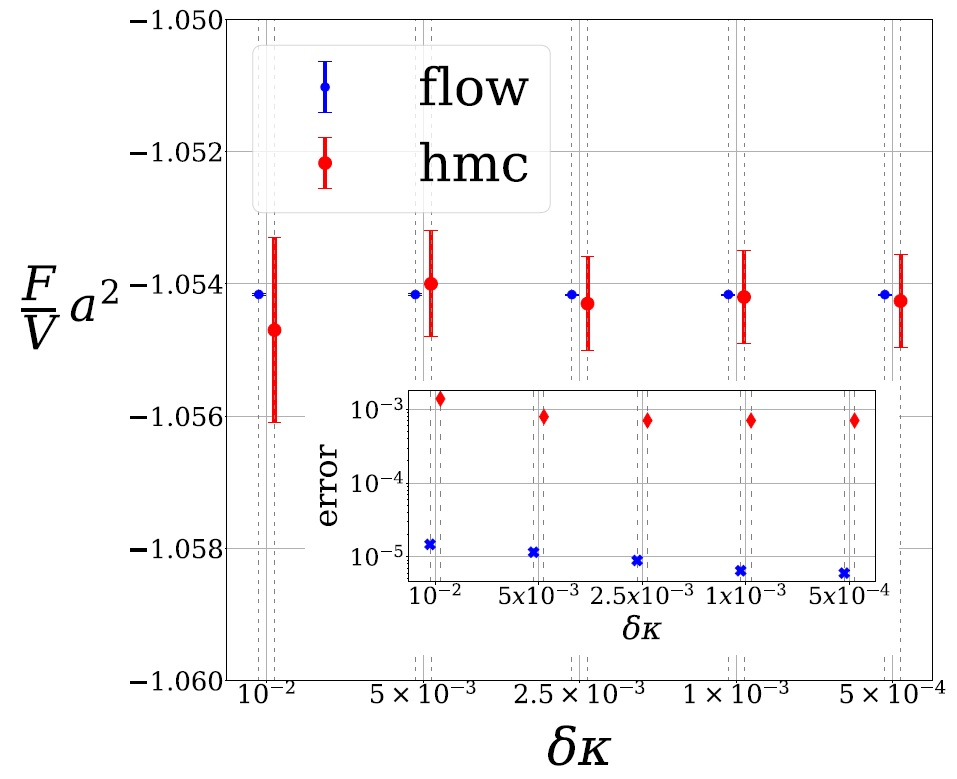 −1.050
flow
hmc
−1.052
−1.054
F/V a²
−1.056
−1.058
−1.060
10⁻² 5 × 10⁻³ 2.5 × 10⁻³ 1 × 10⁻³ 5 × 10⁻⁴
δκ
10⁻³
10⁻⁴
10⁻⁵
error
10⁻² 5x10⁻³ 2.5x10⁻³ 1x10⁻³ 5x10⁻⁴
δκ